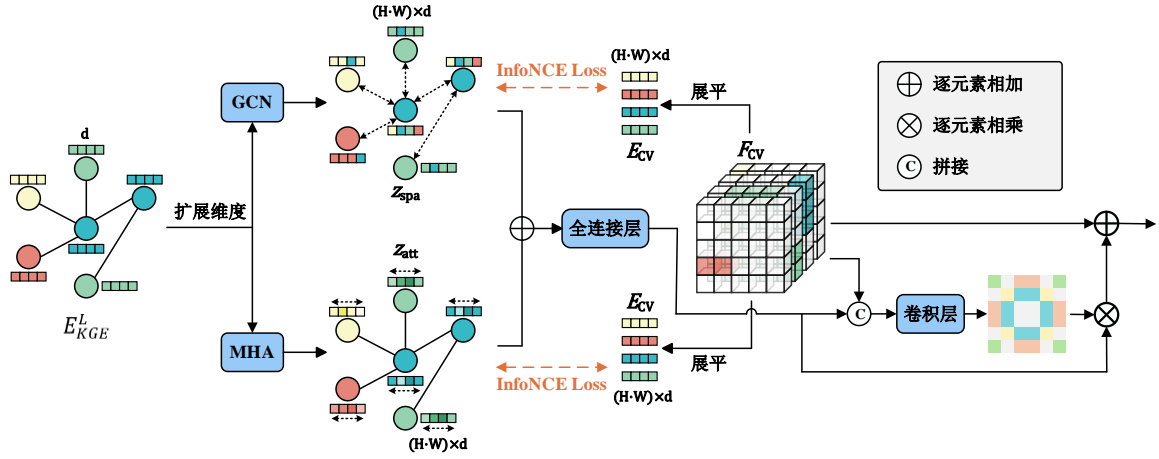 d
E^L_{KGE}
扩展维度
GCN
MHA
(H·W)×d
Z_spa
Z_att
(H·W)×d
InfoNCE Loss
InfoNCE Loss
全连接层
(H·W)×d
E_CV
展平
F_CV
E_CV
(H·W)×d
展平
C
卷积层
逐元素相加
逐元素相乘
C
拼接